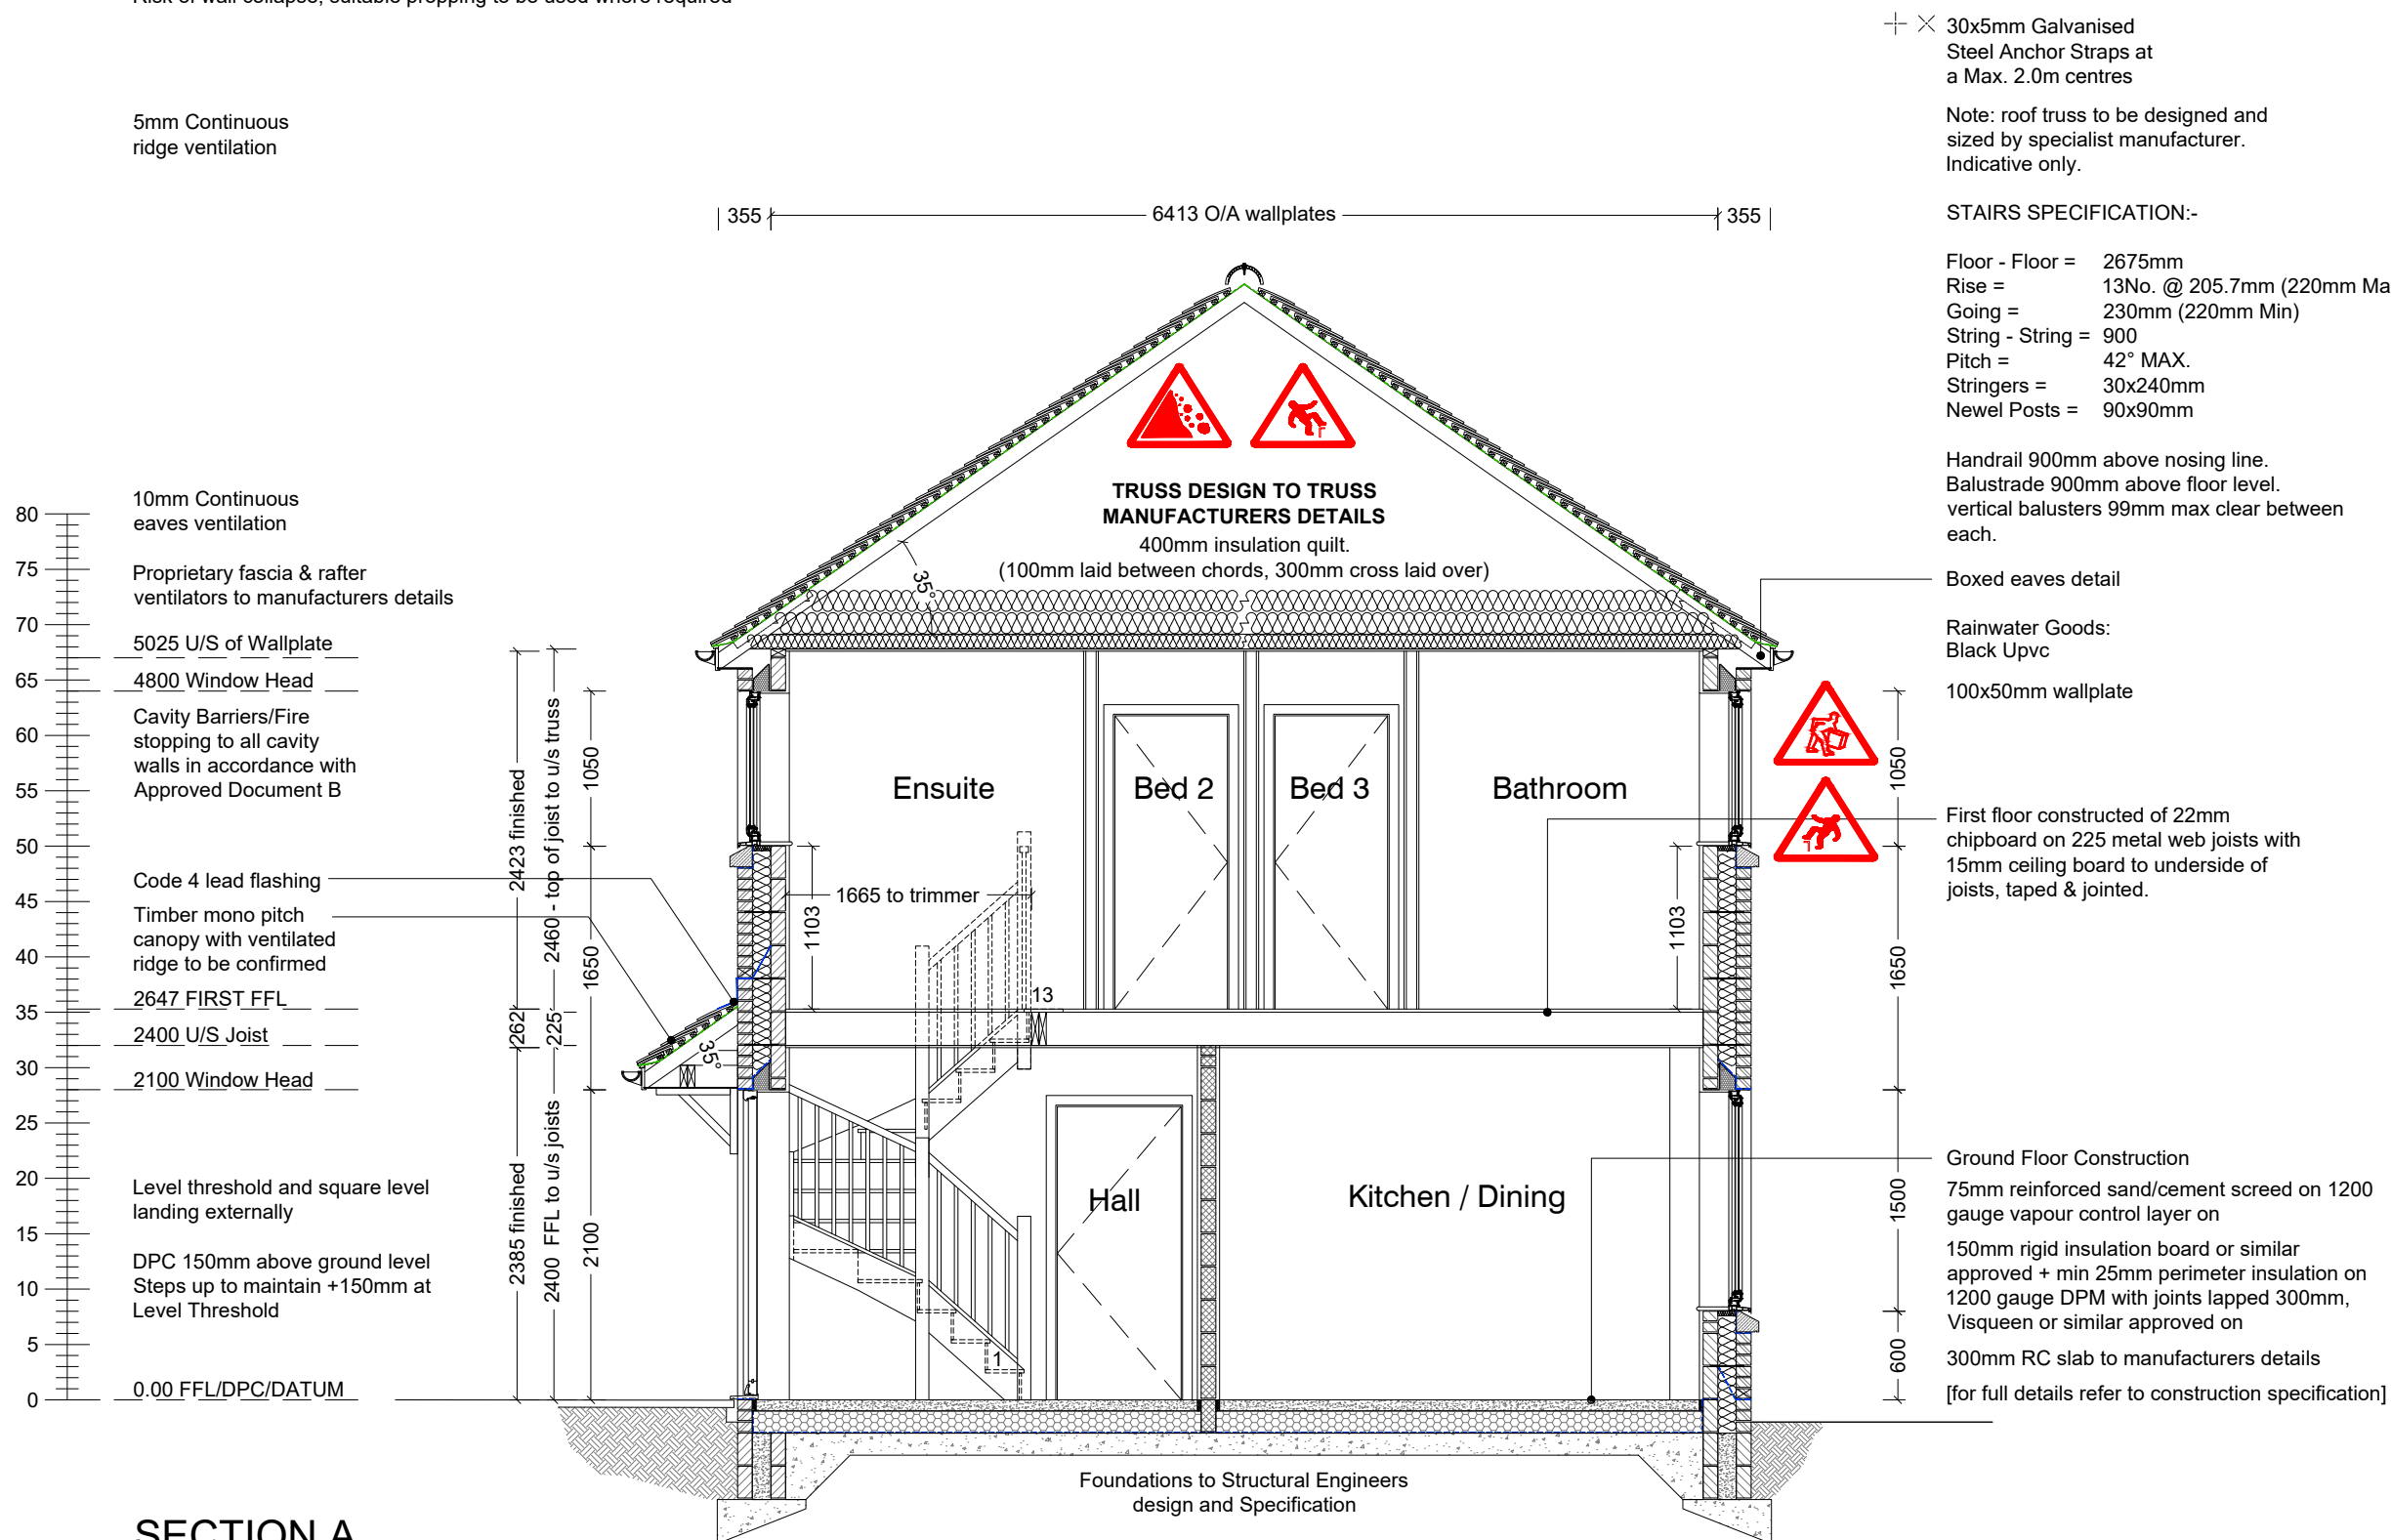 Risk of wall collapse, suitable propping to be used where required
5mm Continuous
ridge ventilation
10mm Continuous
eaves ventilation
Proprietary fascia & rafter
ventilators to manufacturers details
5025 U/S of Wallplate
4800 Window Head
Cavity Barriers/Fire
stopping to all cavity
walls in accordance with
Approved Document B
Code 4 lead flashing
Timber mono pitch
canopy with ventilated
ridge to be confirmed
2647 FIRST FFL
2400 U/S Joist
2100 Window Head
Level threshold and square level
landing externally
DPC 150mm above ground level
Steps up to maintain +150mm at
Level Threshold
0.00 FFL/DPC/DATUM
80
75
70
65
60
55
50
45
40
35
30
25
20
15
10
5
0
2423 finished
262
2385 finished
2460 - top of joist to u/s truss
225
2400 FFL to u/s joists
1050
1650
2100
355
6413 O/A wallplates
355
TRUSS DESIGN TO TRUSS
MANUFACTURERS DETAILS
400mm insulation quilt.
(100mm laid between chords, 300mm cross laid over)
35°
Ensuite
Bed 2
Bed 3
Bathroom
1665 to trimmer
1103
1103
13
35°
Hall
Kitchen / Dining
1
Foundations to Structural Engineers
design and Specification
1050
1650
1500
600
30x5mm Galvanised
Steel Anchor Straps at
a Max. 2.0m centres
Note: roof truss to be designed and
sized by specialist manufacturer.
Indicative only.
STAIRS SPECIFICATION:-
Floor - Floor = 2675mm
Rise = 13No. @ 205.7mm (220mm Ma
Going = 230mm (220mm Min)
String - String = 900
Pitch = 42° MAX.
Stringers = 30x240mm
Newel Posts = 90x90mm
Handrail 900mm above nosing line.
Balustrade 900mm above floor level.
vertical balusters 99mm max clear between
each.
Boxed eaves detail
Rainwater Goods:
Black Upvc
100x50mm wallplate
First floor constructed of 22mm
chipboard on 225 metal web joists with
15mm ceiling board to underside of
joists, taped & jointed.
Ground Floor Construction
75mm reinforced sand/cement screed on 1200
gauge vapour control layer on
150mm rigid insulation board or similar
approved + min 25mm perimeter insulation on
1200 gauge DPM with joints lapped 300mm,
Visqueen or similar approved on
300mm RC slab to manufacturers details
[for full details refer to construction specification]
SECTION A